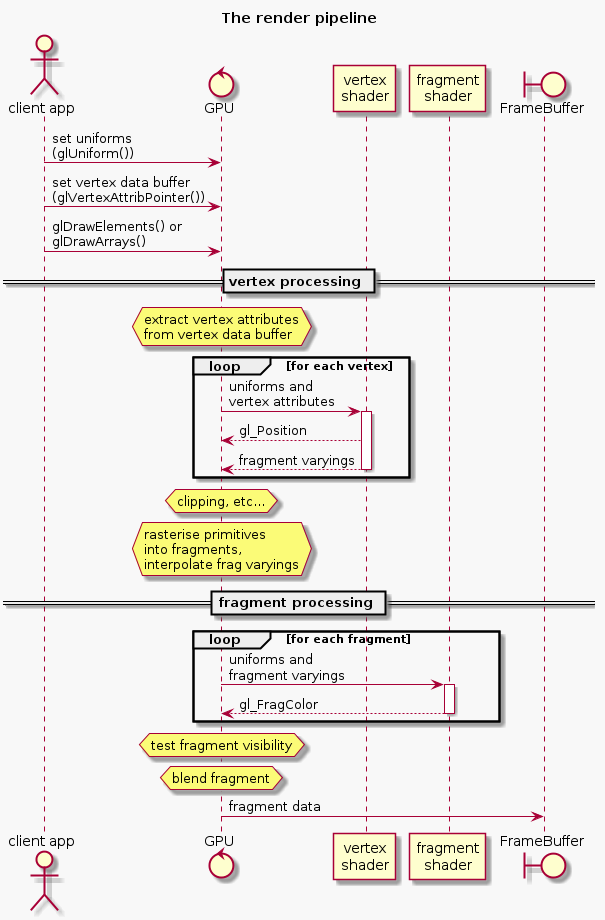 The render pipeline
client app
GPU
vertex
shader
fragment
shader
FrameBuffer
set uniforms
(glUniform())
set vertex data buffer
(glVertexAttribPointer())
glDrawElements() or
glDrawArrays()
vertex processing
extract vertex attributes
from vertex data buffer
loop [for each vertex]
uniforms and
vertex attributes
gl_Position
fragment varyings
clipping, etc...
rasterise primitives
into fragments,
interpolate frag varyings
fragment processing
loop [for each fragment]
uniforms and
fragment varyings
gl_FragColor
test fragment visibility
blend fragment
fragment data
client app
GPU
vertex
shader
fragment
shader
FrameBuffer